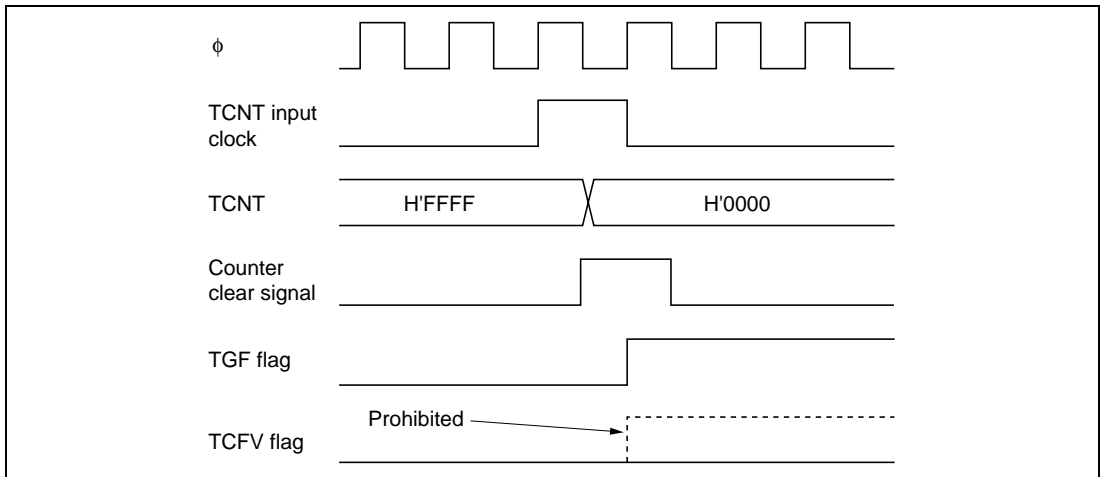 ϕ
TCNT input
clock
TCNT
H'FFFF
H'0000
Counter
clear signal
TGF flag
Prohibited
TCFV flag